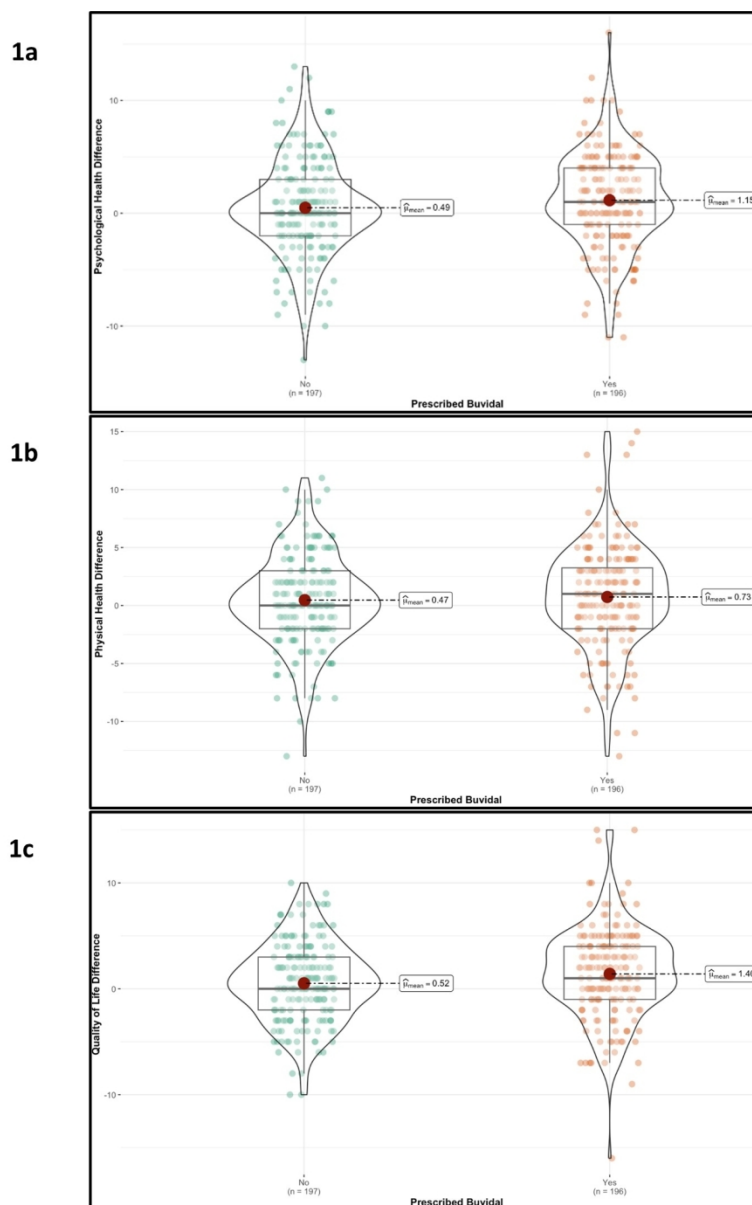 1a
Psychological Health Difference
10
0
-10
μ̂mean = 0.49
μ̂mean = 1.15
No
(n = 197)
Yes
(n = 196)
Prescribed Buvidal
1b
Physical Health Difference
15
10
5
0
-5
-10
μ̂mean = 0.47
μ̂mean = 0.73
No
(n = 197)
Yes
(n = 196)
Prescribed Buvidal
1c
Quality of Life Difference
10
0
-10
μ̂mean = 0.52
μ̂mean = 1.40
No
(n = 197)
Yes
(n = 196)
Prescribed Buvidal